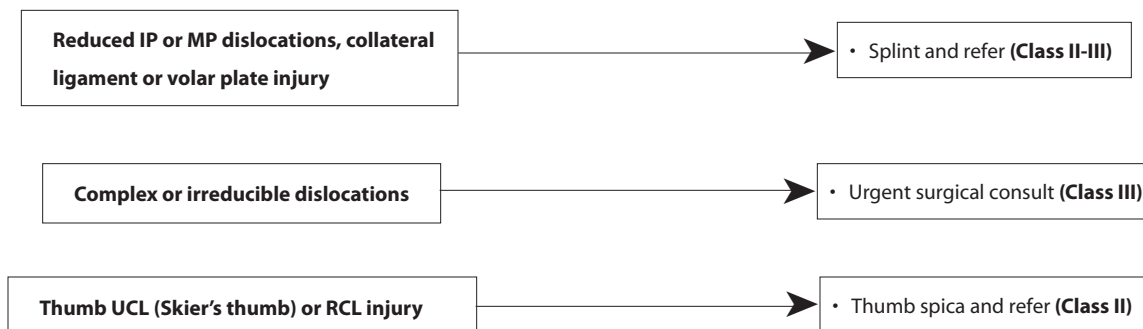 Reduced IP or MP dislocations, collateral
ligament or volar plate injury
• Splint and refer (Class II-III)
Complex or irreducible dislocations
• Urgent surgical consult (Class III)
Thumb UCL (Skier's thumb) or RCL injury
• Thumb spica and refer (Class II)